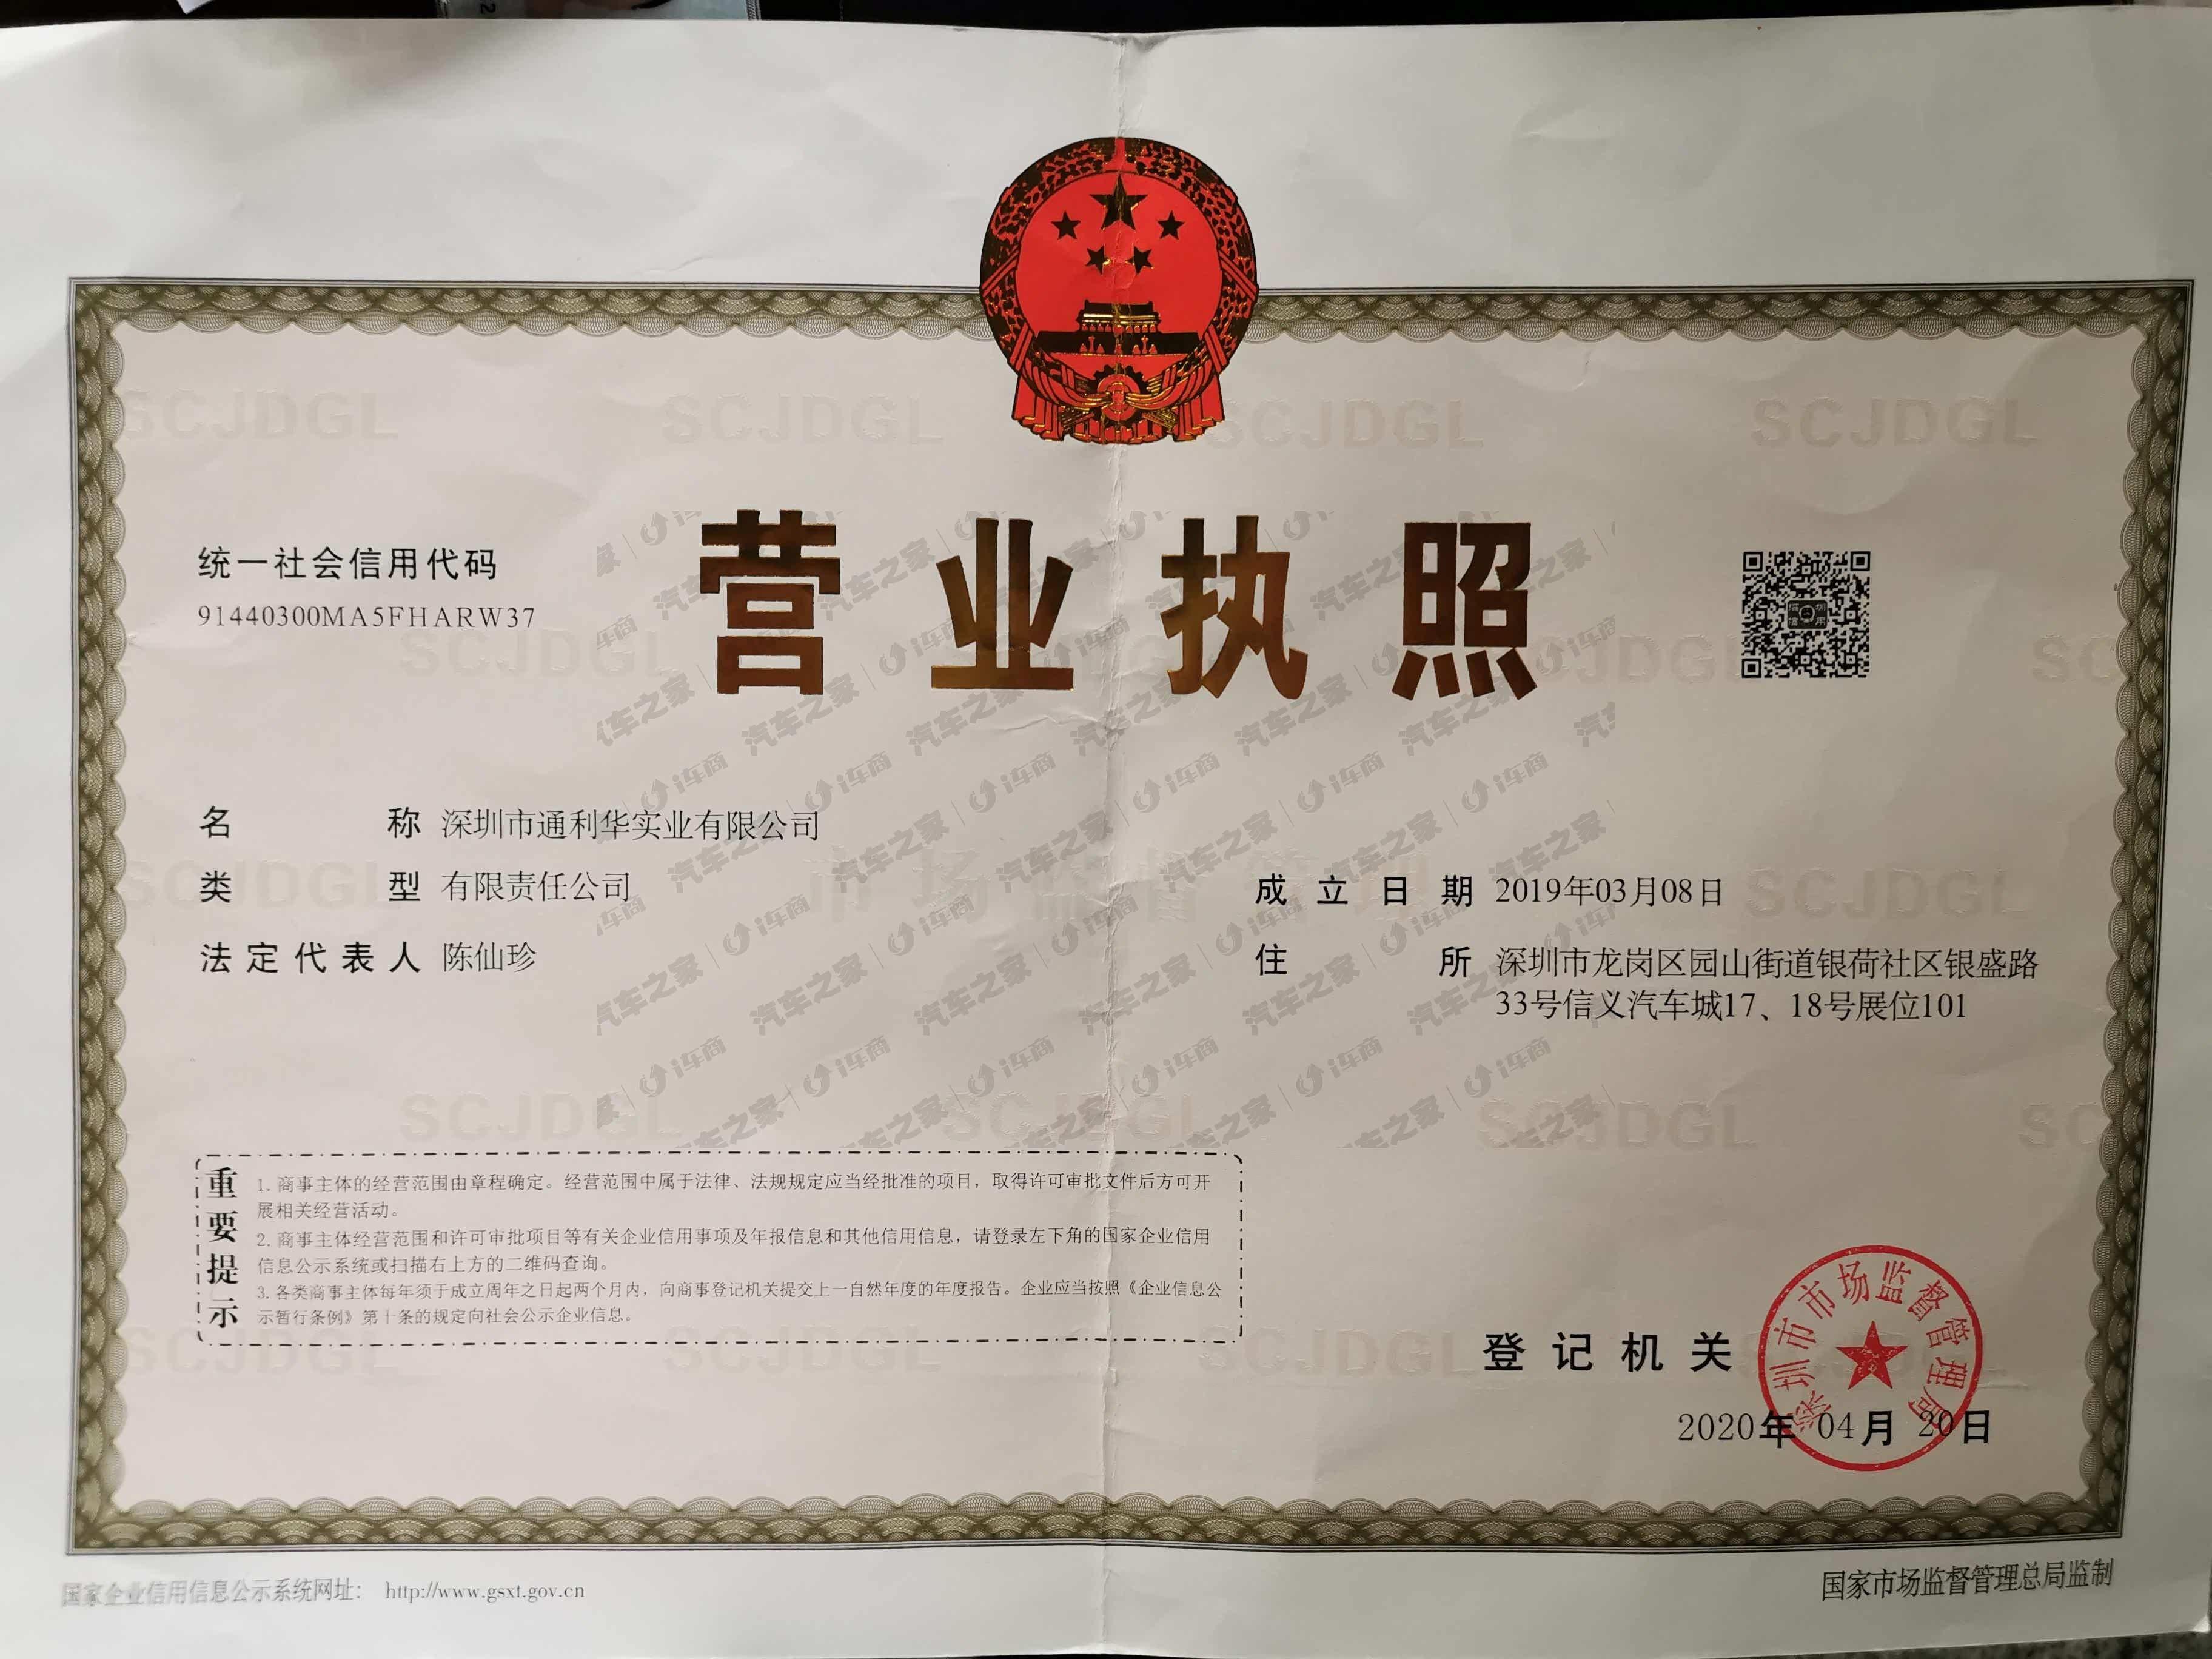 营业执照
统一社会信用代码
91440300MA5FHARW37
名称 深圳市通利华实业有限公司
类型 有限责任公司
法定代表人 陈仙珍
成立日期 2019年03月08日
住所 深圳市龙岗区园山街道银荷社区银盛路
33号信义汽车城17、18号展位101
重要提示
1. 商事主体的经营范围由章程确定。经营范围中属于法律、法规规定应当经批准的项目，取得许可审批文件后方可开
展相关经营活动。
2. 商事主体经营范围和许可审批项目等有关企业信用事项及年报信息和其他信用信息，请登录左下角的国家企业信用
信息公示系统或扫描右上方的二维码查询。
3. 各类商事主体每年须于成立周年之日起两个月内，向商事登记机关提交上一自然年度的年度报告。企业应当按照《企业信息公
示暂行条例》第十条的规定向社会公示企业信息。
登记机关
深圳市市场监督管理局
2020年04月20日
国家企业信用信息公示系统网址： http://www.gsxt.gov.cn
国家市场监督管理总局监制
SCJDGL
市场监督管理
汽车之家 | i车商